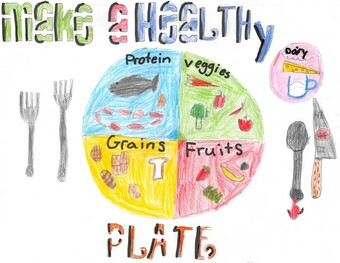 MAKE A HEALTHy
Dairy
Protein
veggies
Grains
Fruits
PLATE